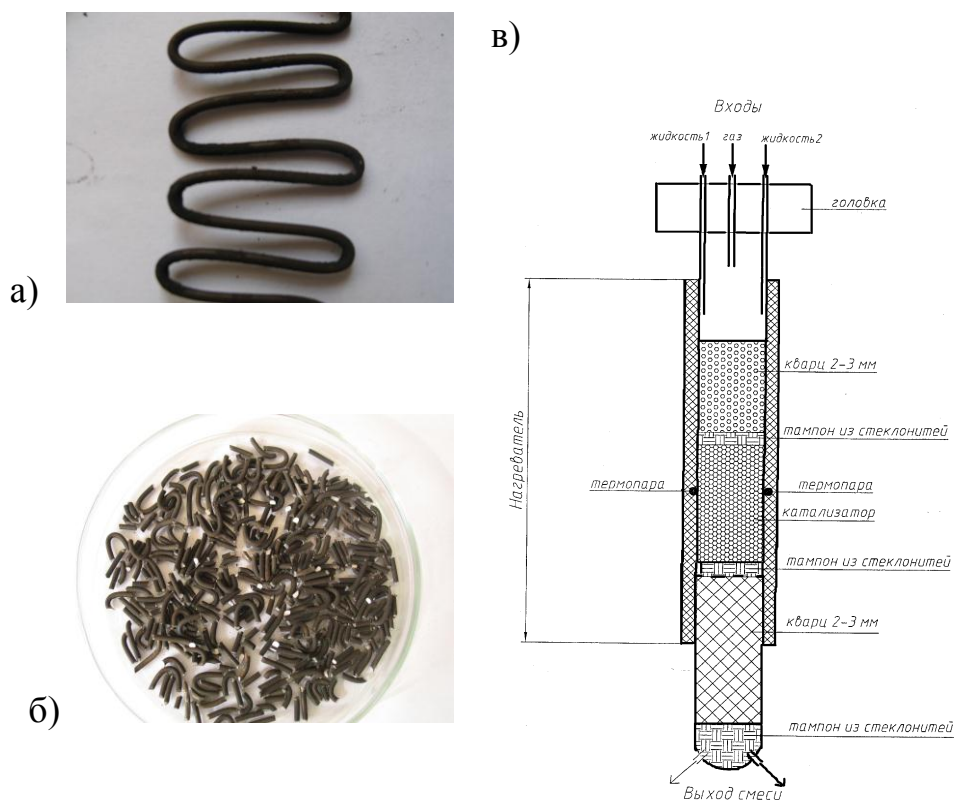 а)
б)
в)
Входы
жидкость1 газ жидкость2
головка
кварц 2-3 мм
тампон из стеклонитей
Нагреватель
термопара термопара
катализатор
тампон из стеклонитей
кварц 2-3 мм
тампон из стеклонитей
Выход смеси